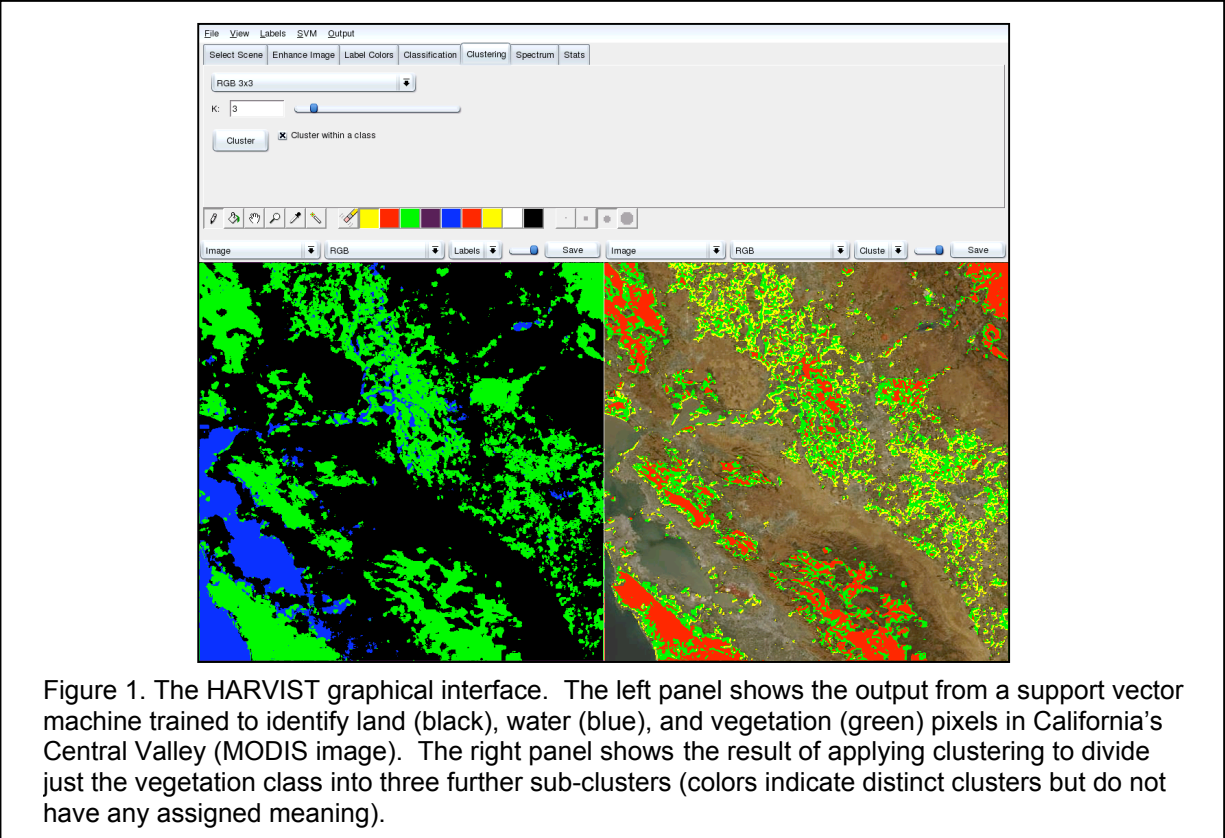 File View Labels SVM Output
Select Scene Enhance Image Label Colors Classification Clustering Spectrum Stats
RGB 3x3
K: 3
Cluster Cluster within a class
Image RGB Labels Save Image RGB Cluste Save
Figure 1. The HARVIST graphical interface. The left panel shows the output from a support vector
machine trained to identify land (black), water (blue), and vegetation (green) pixels in California's
Central Valley (MODIS image). The right panel shows the result of applying clustering to divide
just the vegetation class into three further sub-clusters (colors indicate distinct clusters but do not
have any assigned meaning).